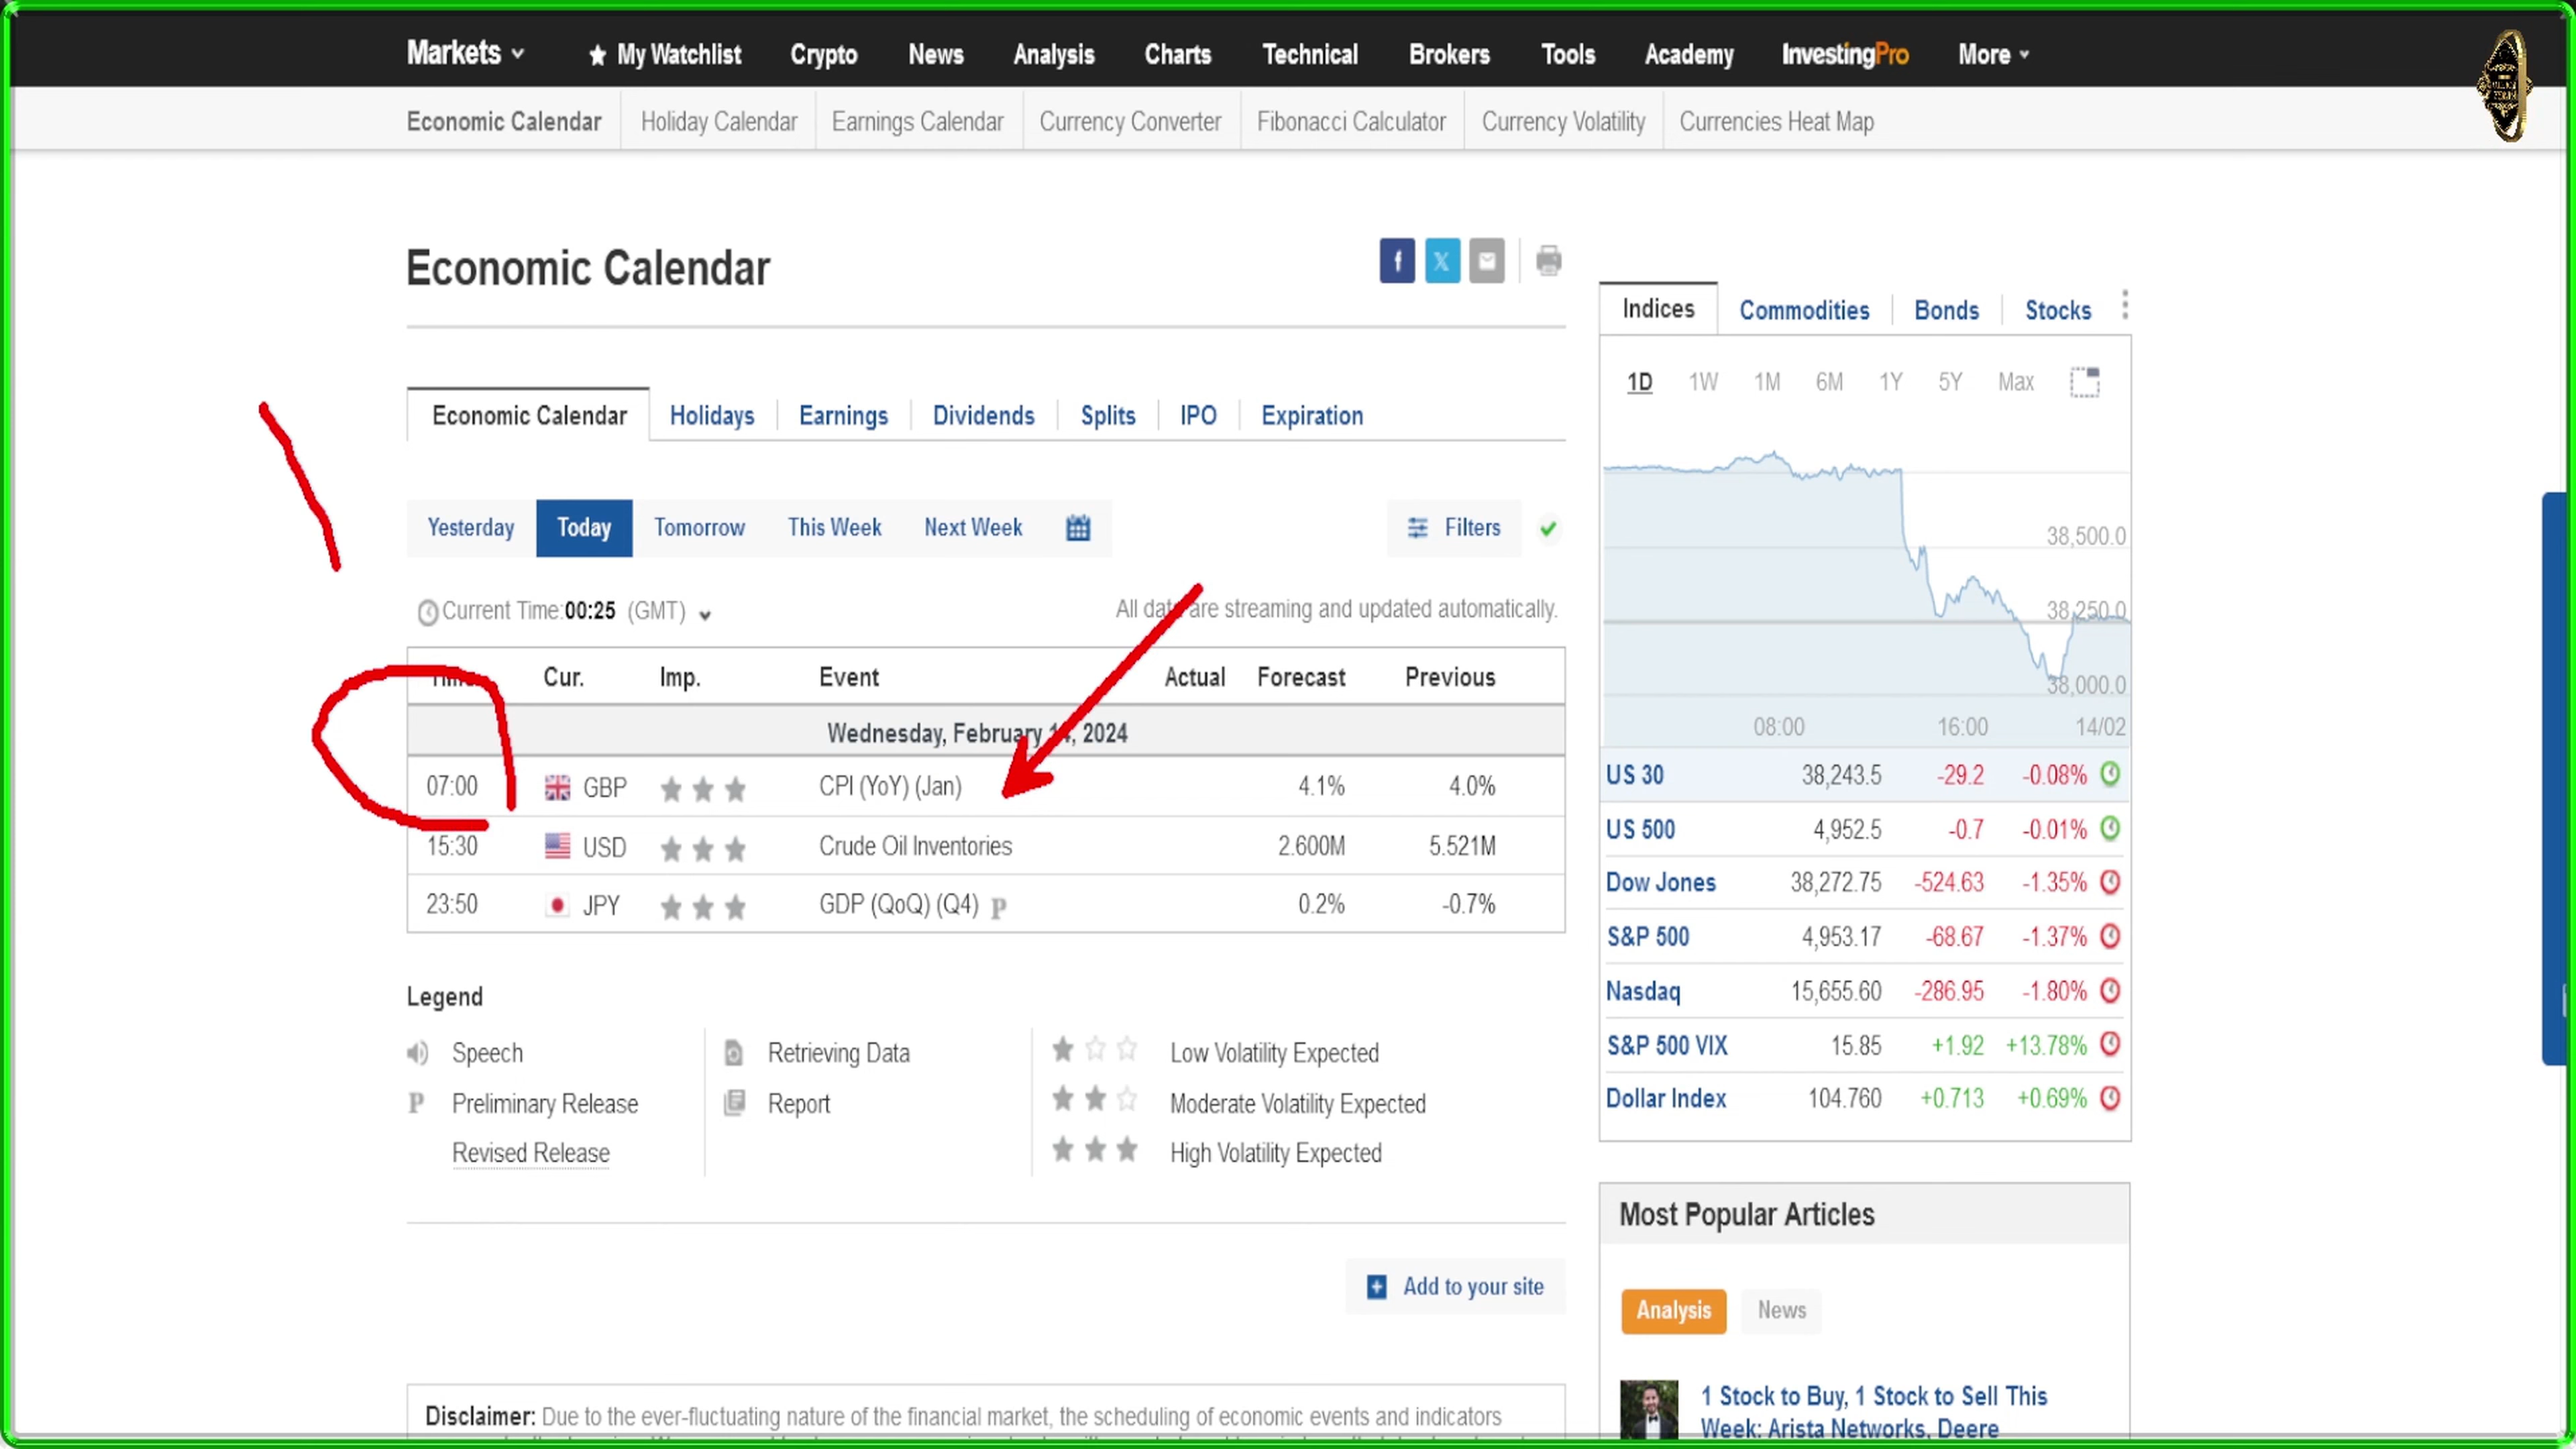 Markets My Watchlist Crypto News Analysis Charts Technical Brokers Tools Academy InvestingPro More
Economic Calendar Holiday Calendar Earnings Calendar Currency Converter Fibonacci Calculator Currency Volatility Currencies Heat Map
Economic Calendar
Economic Calendar Holidays Earnings Dividends Splits IPO Expiration
Yesterday Today Tomorrow This Week Next Week Filters
Current Time:00:25 (GMT) All data are streaming and updated automatically.
Time Cur. Imp. Event Actual Forecast Previous
Wednesday, February 14, 2024
07:00 GBP CPI (YoY) (Jan) 4.1% 4.0%
15:30 USD Crude Oil Inventories 2.600M 5.521M
23:50 JPY GDP (QoQ) (Q4) P 0.2% -0.7%
Legend
Speech Retrieving Data Low Volatility Expected
P Preliminary Release Report Moderate Volatility Expected
Revised Release High Volatility Expected
Add to your site
Disclaimer: Due to the ever-fluctuating nature of the financial market, the scheduling of economic events and indicators
Indices Commodities Bonds Stocks
1D 1W 1M 6M 1Y 5Y Max
38,500.0
38,250.0
38,000.0
08:00 16:00 14/02
US 30 38,243.5 -29.2 -0.08%
US 500 4,952.5 -0.7 -0.01%
Dow Jones 38,272.75 -524.63 -1.35%
S&P 500 4,953.17 -68.67 -1.37%
Nasdaq 15,655.60 -286.95 -1.80%
S&P 500 VIX 15.85 +1.92 +13.78%
Dollar Index 104.760 +0.713 +0.69%
Most Popular Articles
Analysis News
1 Stock to Buy, 1 Stock to Sell This
Week: Arista Networks, Deere